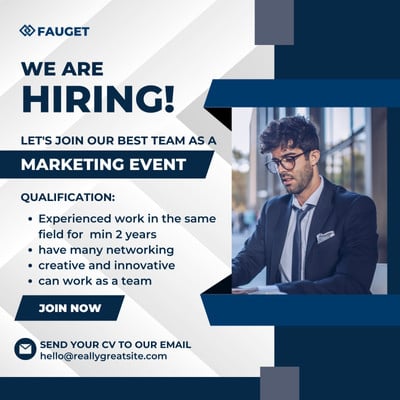 FAUGET
WE ARE
HIRING!
LET'S JOIN OUR BEST TEAM AS A
MARKETING EVENT
QUALIFICATION:
• Experienced work in the same
field for min 2 years
• have many networking
• creative and innovative
• can work as a team
JOIN NOW
SEND YOUR CV TO OUR EMAIL
hello@reallygreatsite.com